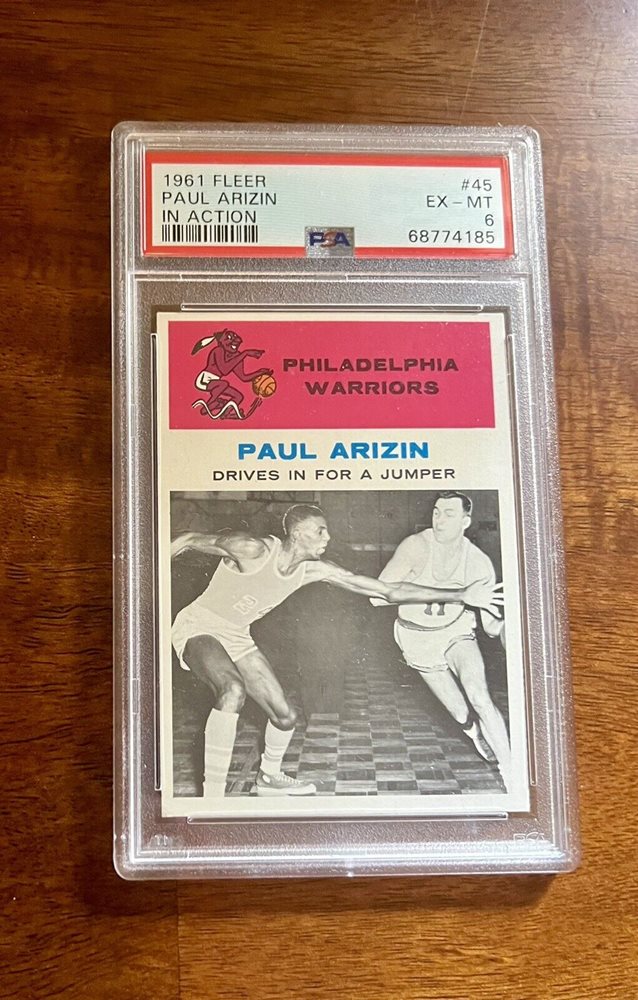 1961 FLEER #45
PAUL ARIZIN EX - MT
IN ACTION 6
PSA 68774185
PHILADELPHIA
WARRIORS
PAUL ARIZIN
DRIVES IN FOR A JUMPER
11